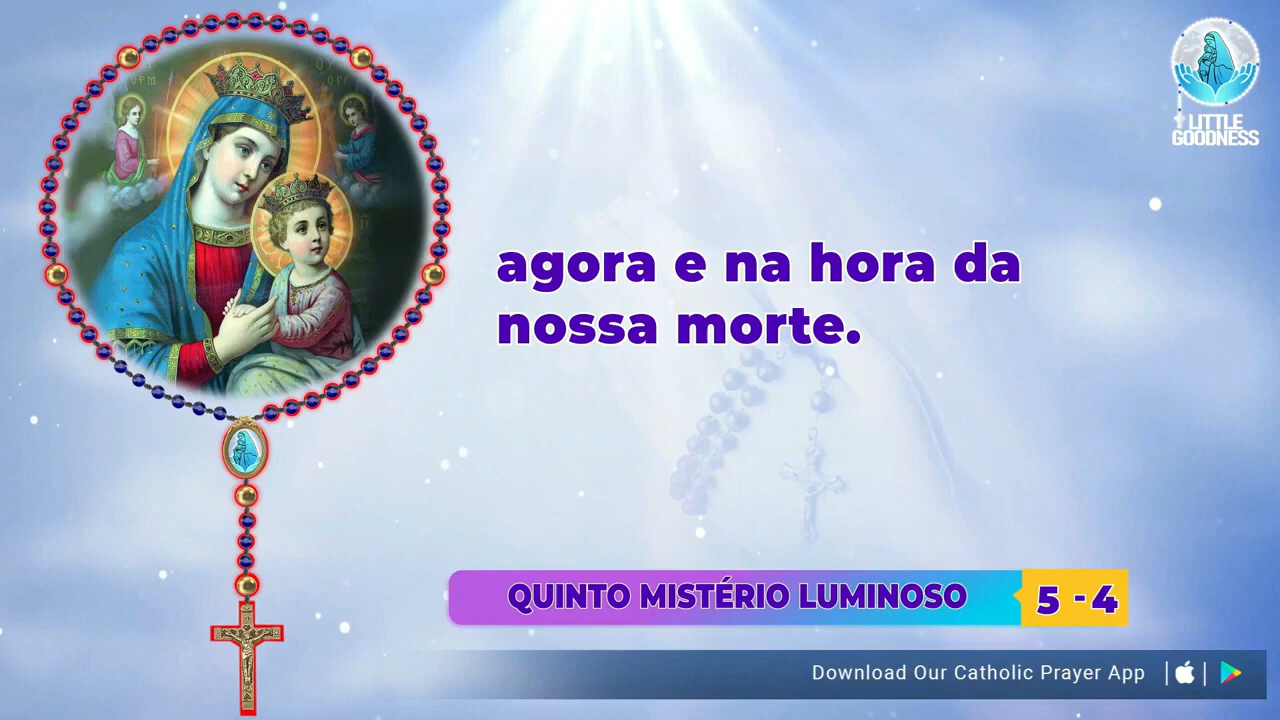 LITTLE
GOODNESS
agora e na hora da
nossa morte.
QUINTO MISTÉRIO LUMINOSO
5 - 4
Download Our Catholic Prayer App